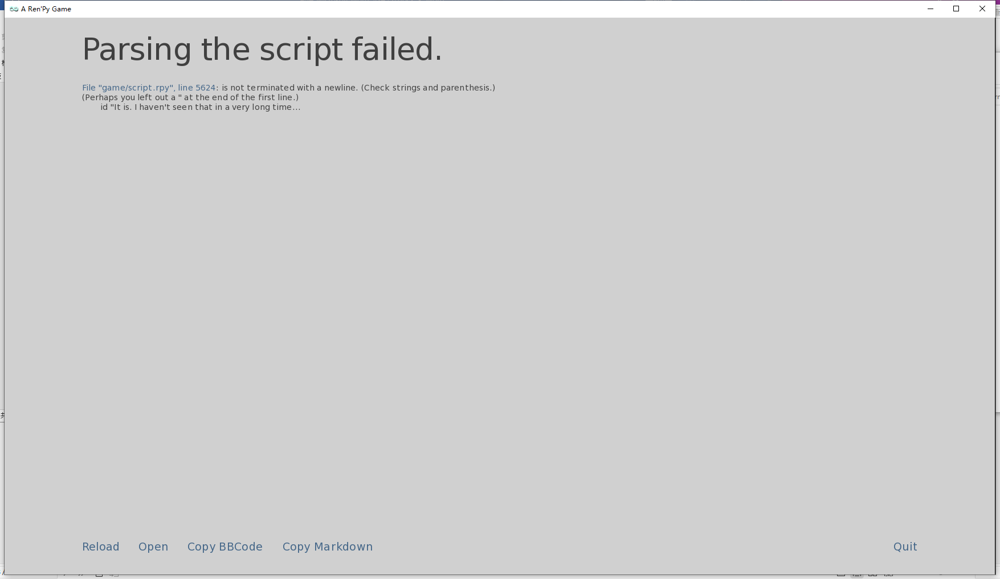 A Ren'Py Game
Parsing the script failed.
File "game/script.rpy", line 5624: is not terminated with a newline. (Check strings and parenthesis.)
(Perhaps you left out a " at the end of the first line.)
id "It is. I haven't seen that in a very long time...
Reload Open Copy BBCode Copy Markdown Quit